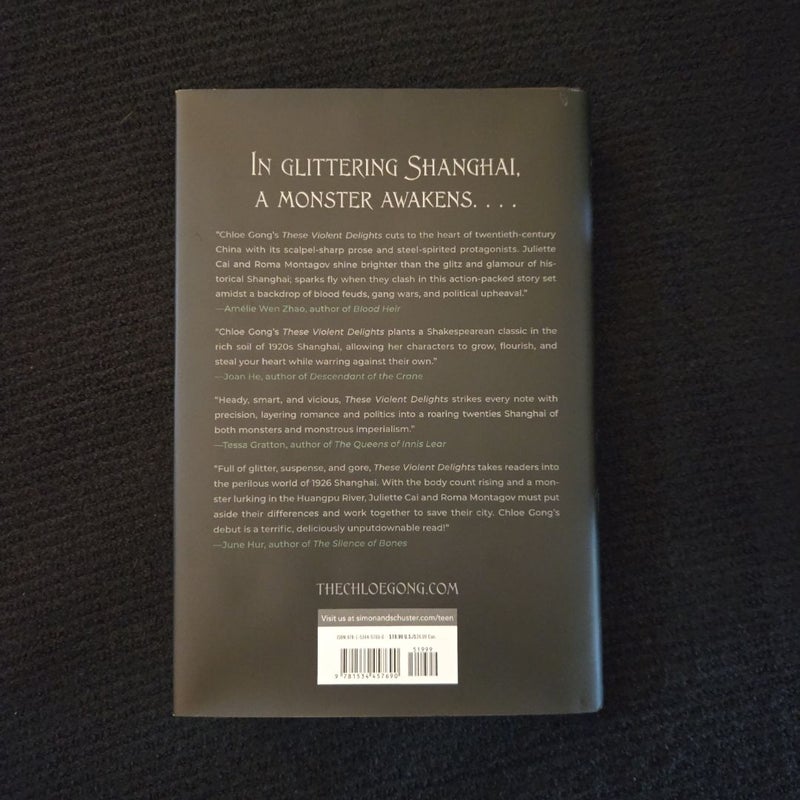 IN GLITTERING SHANGHAI,
A MONSTER AWAKENS. . . .
"Chloe Gong's These Violent Delights cuts to the heart of twentieth-century
China with its scalpel-sharp prose and steel-spirited protagonists. Juliette
Cai and Roma Montagov shine brighter than the glitz and glamour of his-
torical Shanghai; sparks fly when they clash in this action-packed story set
amidst a backdrop of blood feuds, gang wars, and political upheaval."
—Amélie Wen Zhao, author of Blood Heir
"Chloe Gong's These Violent Delights plants a Shakespearean classic in the
rich soil of 1920s Shanghai, allowing her characters to grow, flourish, and
steal your heart while warring against their own."
—Joan He, author of Descendant of the Crane
"Heady, smart, and vicious, These Violent Delights strikes every note with
precision, layering romance and politics into a roaring twenties Shanghai of
both monsters and monstrous imperialism."
—Tessa Gratton, author of The Queens of Innis Lear
"Full of glitter, suspense, and gore, These Violent Delights takes readers into
the perilous world of 1926 Shanghai. With the body count rising and a mon-
ster lurking in the Huangpu River, Juliette Cai and Roma Montagov must put
aside their differences and work together to save their city. Chloe Gong's
debut is a terrific, deliciously unputdownable read!"
—June Hur, author of The Silence of Bones
THECHLOEGONG.COM
Visit us at simonandschuster.com/teen
ISBN 978-1-5344-5769-0
51999
9 781534 457690